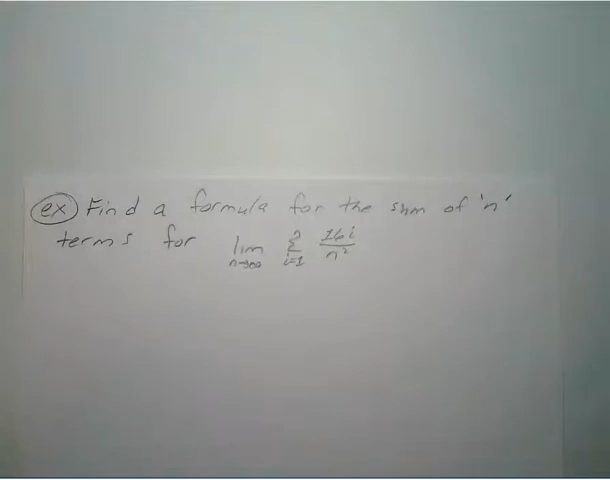 ex Find a formula for the sum of 'n'
terms for lim n→∞ Σ i=1 n 16i/n²